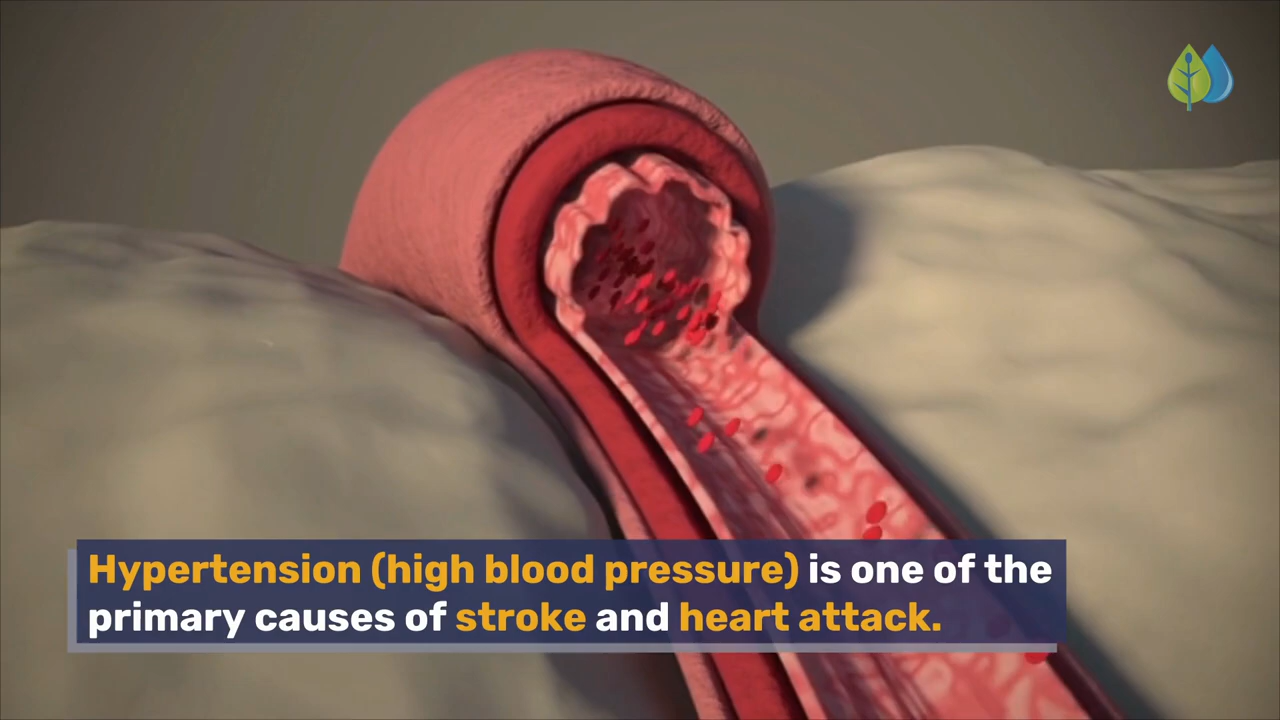 Hypertension (high blood pressure) is one of the
primary causes of stroke and heart attack.